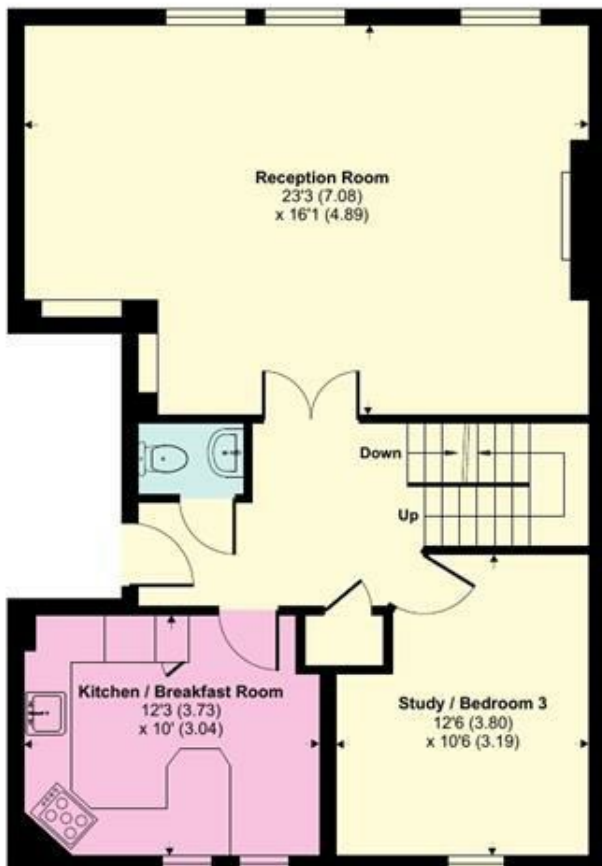 Reception Room
23'3 (7.08)
x 16'1 (4.89)
Down
Up
Kitchen / Breakfast Room
12'3 (3.73)
x 10' (3.04)
Study / Bedroom 3
12'6 (3.80)
x 10'6 (3.19)